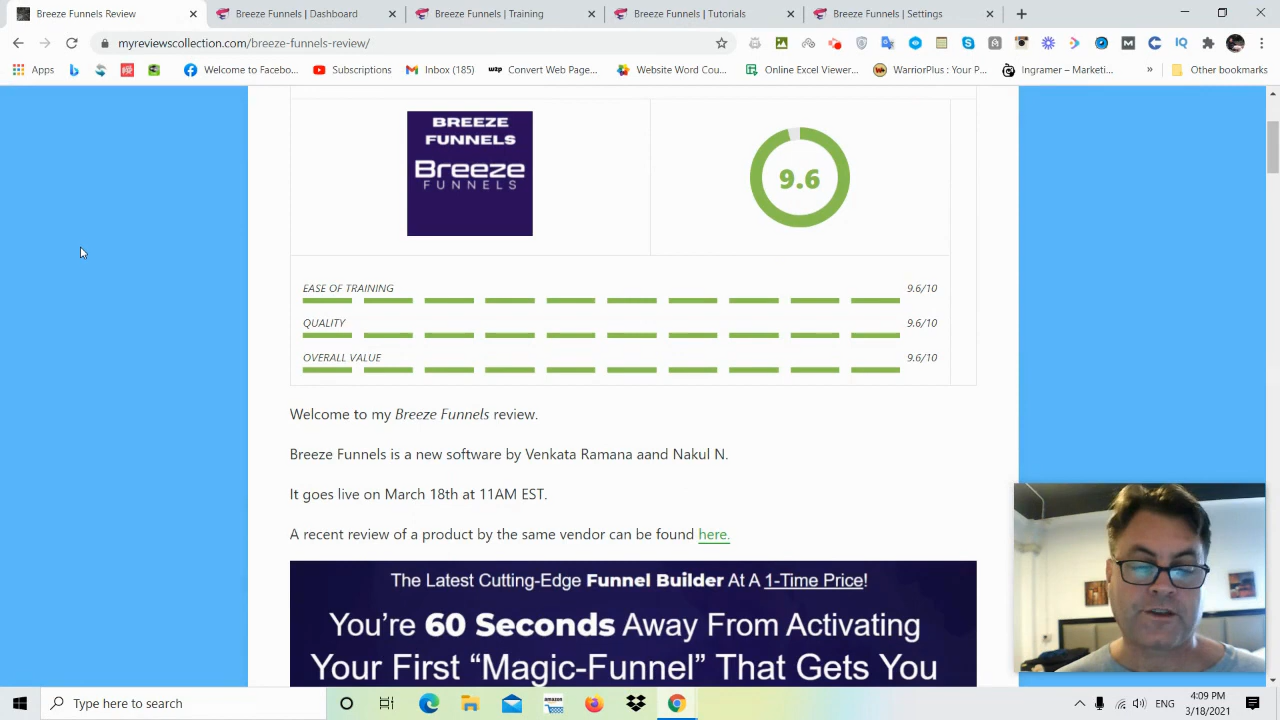 Breeze Funnels Review
Breeze Funnels | Dashboard
Breeze Funnels | Training
Breeze Funnels | Tutorials
Breeze Funnels | Settings
myreviewscollection.com/breeze-funnels-review/
Apps
Welcome to Facebo...
Subscriptions
Inbox (185)
Convert Web Page...
Website Word Cou...
Online Excel Viewer...
WarriorPlus : Your P...
Ingramer – Marketi...
»
Other bookmarks
BREEZE
FUNNELS
Breeze
FUNNELS
9.6
EASE OF TRAINING 9.6/10
QUALITY 9.6/10
OVERALL VALUE 9.6/10
Welcome to my Breeze Funnels review.
Breeze Funnels is a new software by Venkata Ramana aand Nakul N.
It goes live on March 18th at 11AM EST.
A recent review of a product by the same vendor can be found here.
The Latest Cutting-Edge Funnel Builder At A 1-Time Price!
You’re 60 Seconds Away From Activating
Your First “Magic-Funnel” That Gets You
Type here to search
ENG
4:09 PM
3/18/2021